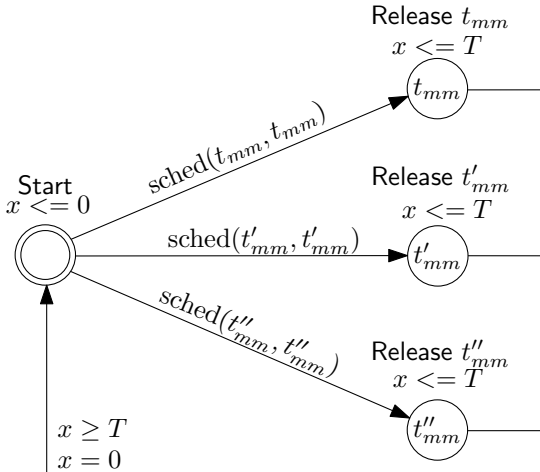 Release t_mm
x <= T
t_mm
sched(t_mm, t_mm)
Start
x <= 0
Release t'_mm
x <= T
sched(t'_mm, t'_mm)
t'_mm
sched(t''_mm, t''_mm)
Release t''_mm
x <= T
t''_mm
x ≥ T
x = 0